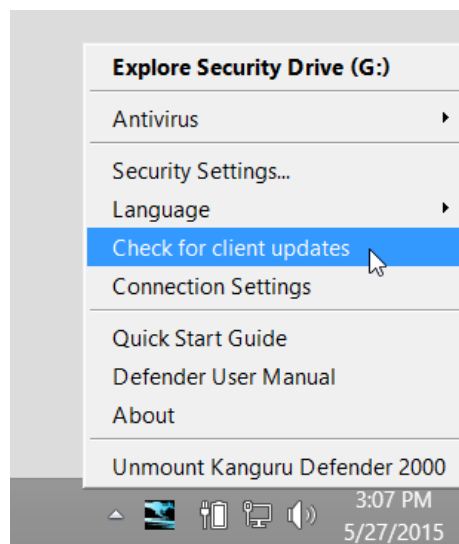 Explore Security Drive (G:)
Antivirus
Security Settings...
Language
Check for client updates
Connection Settings
Quick Start Guide
Defender User Manual
About
Unmount Kanguru Defender 2000
3:07 PM
5/27/2015